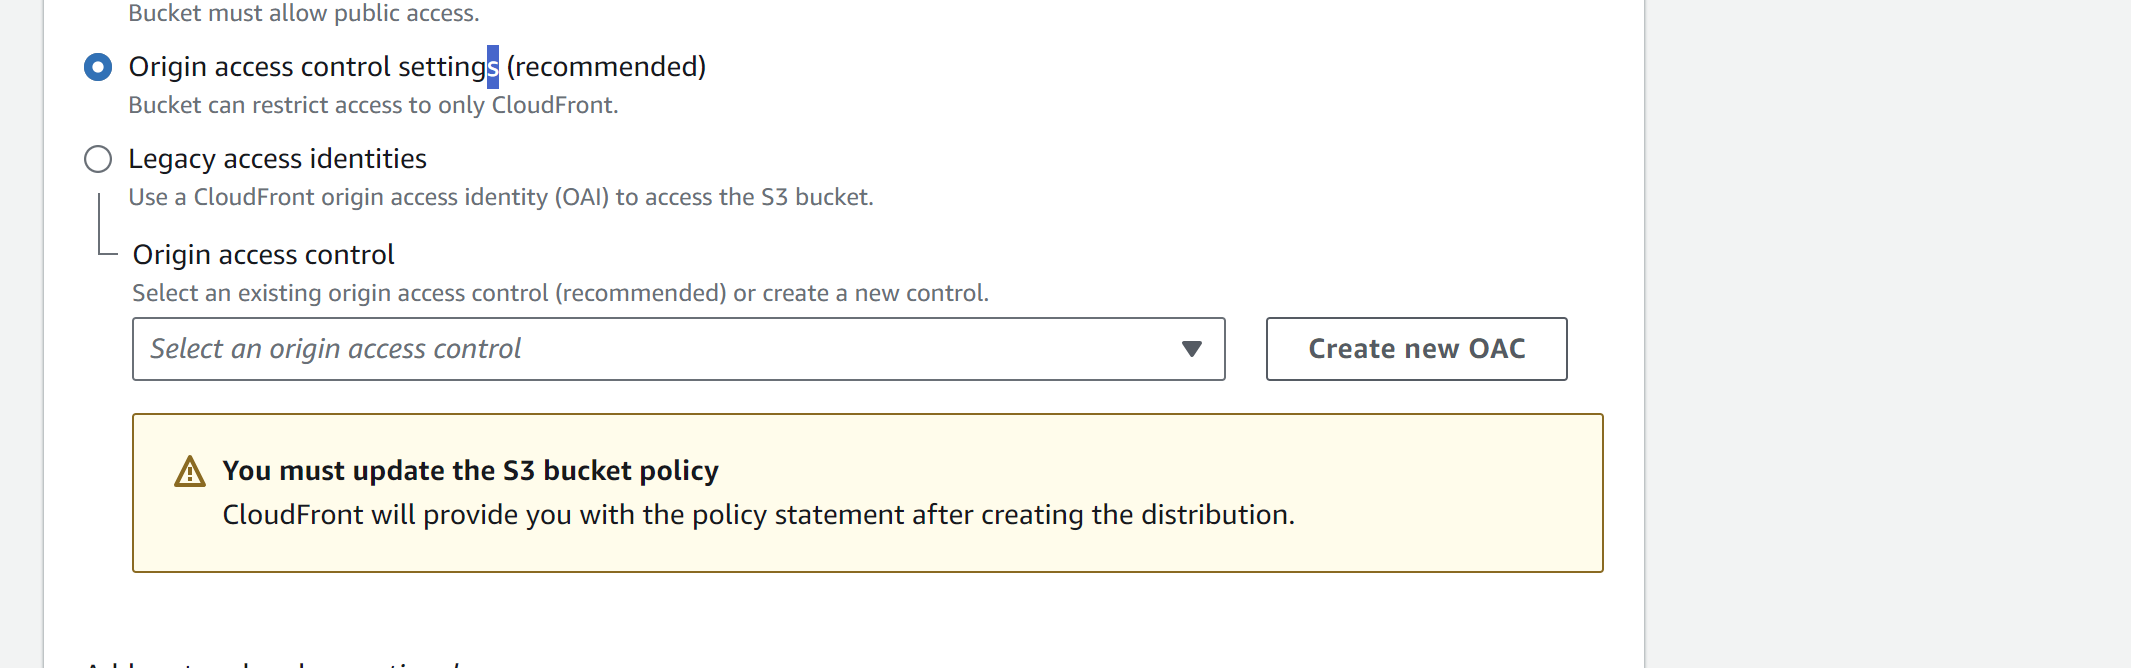 Bucket must allow public access.
Origin access control settings (recommended)
Bucket can restrict access to only CloudFront.
Legacy access identities
Use a CloudFront origin access identity (OAI) to access the S3 bucket.
Origin access control
Select an existing origin access control (recommended) or create a new control.
Select an origin access control
Create new OAC
You must update the S3 bucket policy
CloudFront will provide you with the policy statement after creating the distribution.